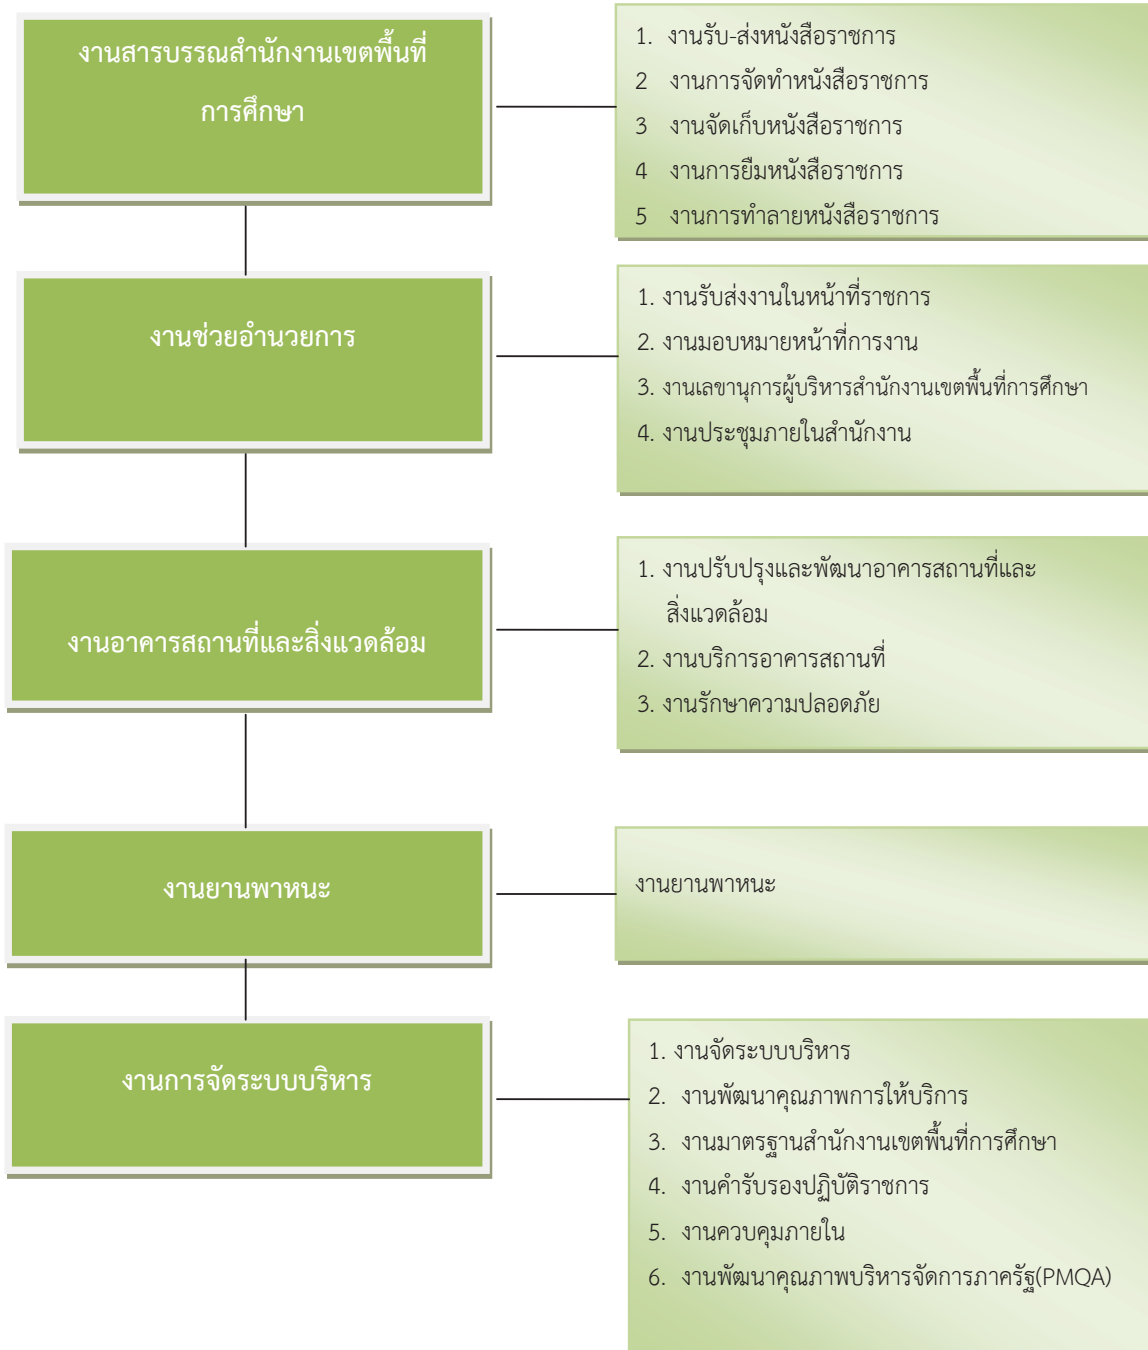 งานสารบรรณสำนักงานเขตพื้นที่
การศึกษา
1. งานรับ-ส่งหนังสือราชการ
2 งานการจัดทำหนังสือราชการ
3 งานจัดเก็บหนังสือราชการ
4 งานการยืมหนังสือราชการ
5 งานการทำลายหนังสือราชการ
งานช่วยอำนวยการ
1. งานรับส่งงานในหน้าที่ราชการ
2. งานมอบหมายหน้าที่การงาน
3. งานเลขานุการผู้บริหารสำนักงานเขตพื้นที่การศึกษา
4. งานประชุมภายในสำนักงาน
งานอาคารสถานที่และสิ่งแวดล้อม
1. งานปรับปรุงและพัฒนาอาคารสถานที่และ
สิ่งแวดล้อม
2. งานบริการอาคารสถานที่
3. งานรักษาความปลอดภัย
งานยานพาหนะ
งานยานพาหนะ
งานการจัดระบบบริหาร
1. งานจัดระบบบริหาร
2. งานพัฒนาคุณภาพการให้บริการ
3. งานมาตรฐานสำนักงานเขตพื้นที่การศึกษา
4. งานคำรับรองปฏิบัติราชการ
5. งานควบคุมภายใน
6. งานพัฒนาคุณภาพบริหารจัดการภาครัฐ(PMQA)